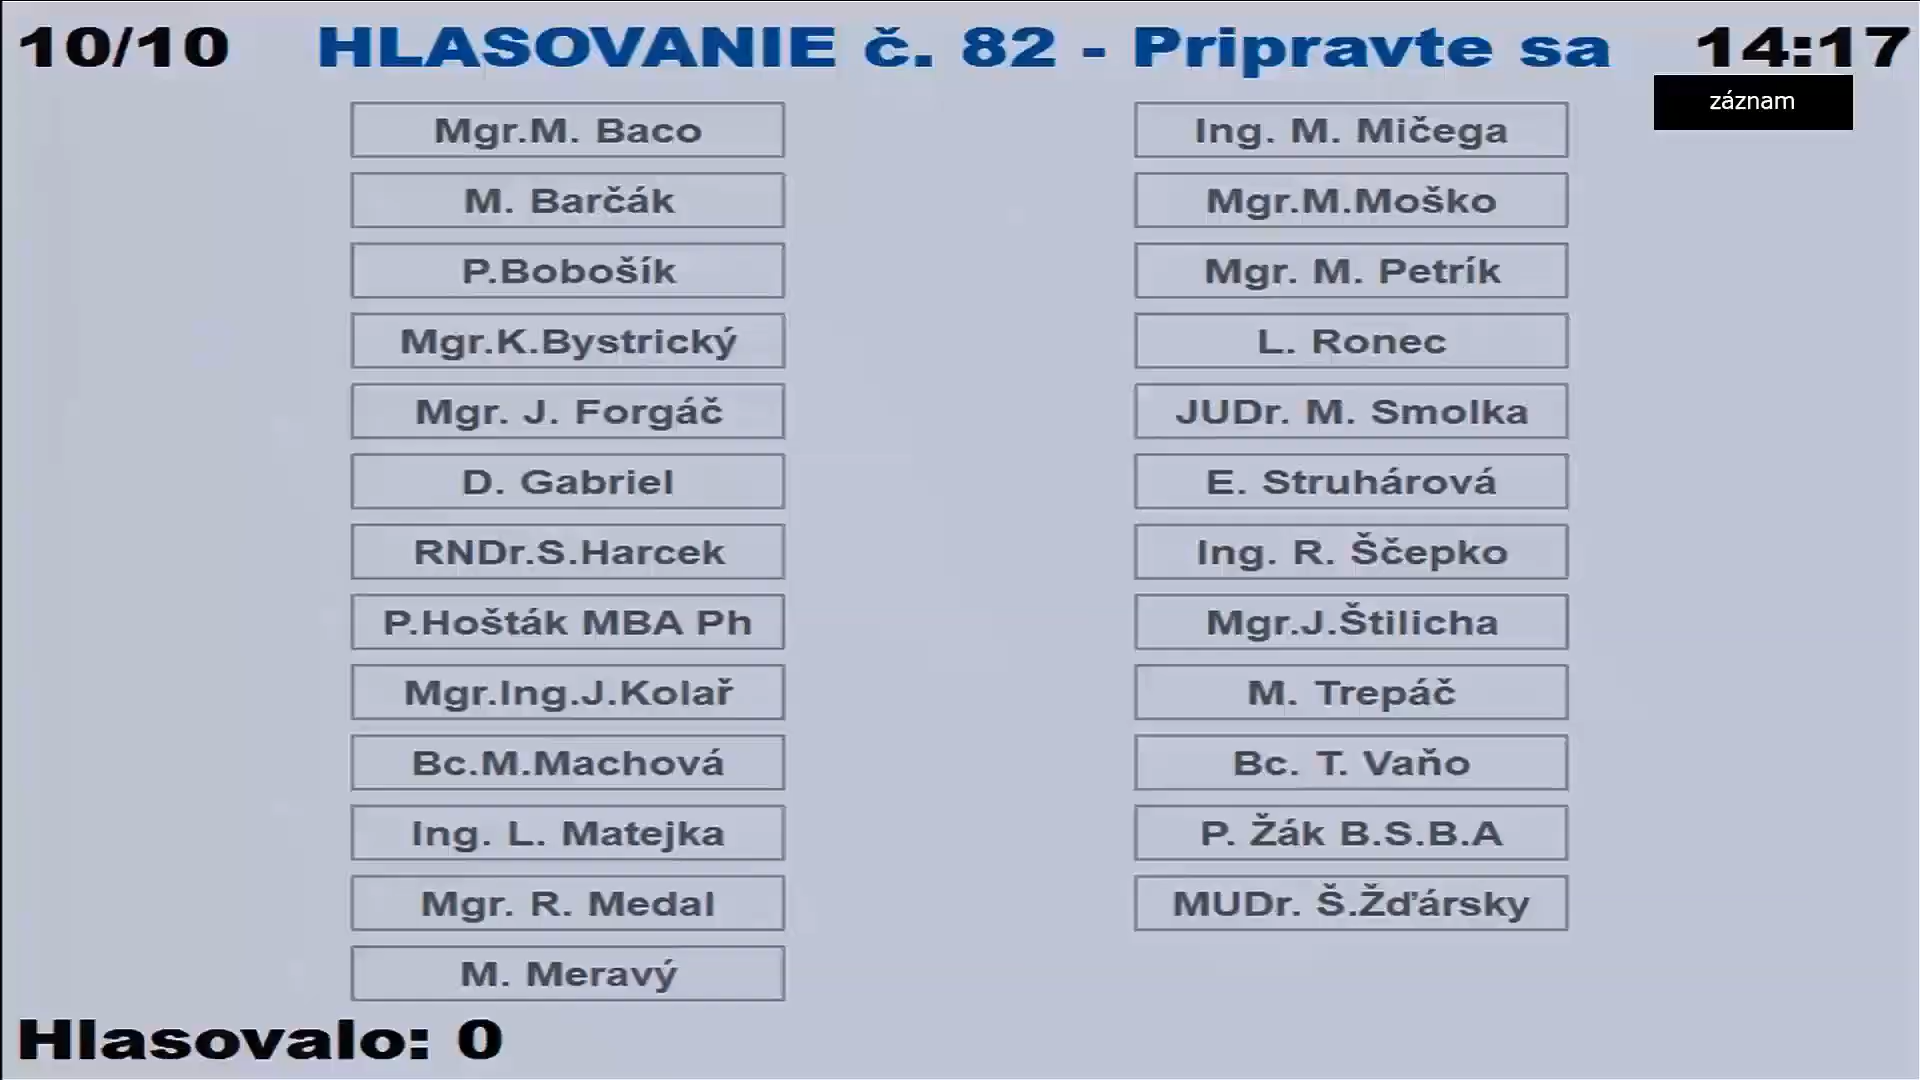 10/10 HLASOVANIE č. 82 - Pripravte sa 14:17
záznam
Mgr.M. Baco
M. Barčák
P.Bobošík
Mgr.K.Bystrický
Mgr. J. Forgáč
D. Gabriel
RNDr.S.Harcek
P.Hošták MBA Ph
Mgr.Ing.J.Kolař
Bc.M.Machová
Ing. L. Matejka
Mgr. R. Medal
M. Meravý
Ing. M. Mičega
Mgr.M.Moško
Mgr. M. Petrík
L. Ronec
JUDr. M. Smolka
E. Struhárová
Ing. R. Ščepko
Mgr.J.Štilicha
M. Trepáč
Bc. T. Vaňo
P. Žák B.S.B.A
MUDr. Š.Žďársky
Hlasovalo: 0